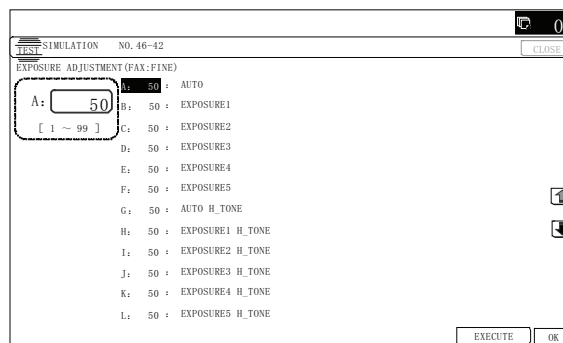 0
TEST SIMULATION NO.46-42 CLOSE
EXPOSURE ADJUSTMENT(FAX:FINE)
A: 50
[ 1 ~ 99 ]
A: 50 : AUTO
B: 50 : EXPOSURE1
C: 50 : EXPOSURE2
D: 50 : EXPOSURE3
E: 50 : EXPOSURE4
F: 50 : EXPOSURE5
G: 50 : AUTO H_TONE
H: 50 : EXPOSURE1 H_TONE
I: 50 : EXPOSURE2 H_TONE
J: 50 : EXPOSURE3 H_TONE
K: 50 : EXPOSURE4 H_TONE
L: 50 : EXPOSURE5 H_TONE
EXECUTE OK